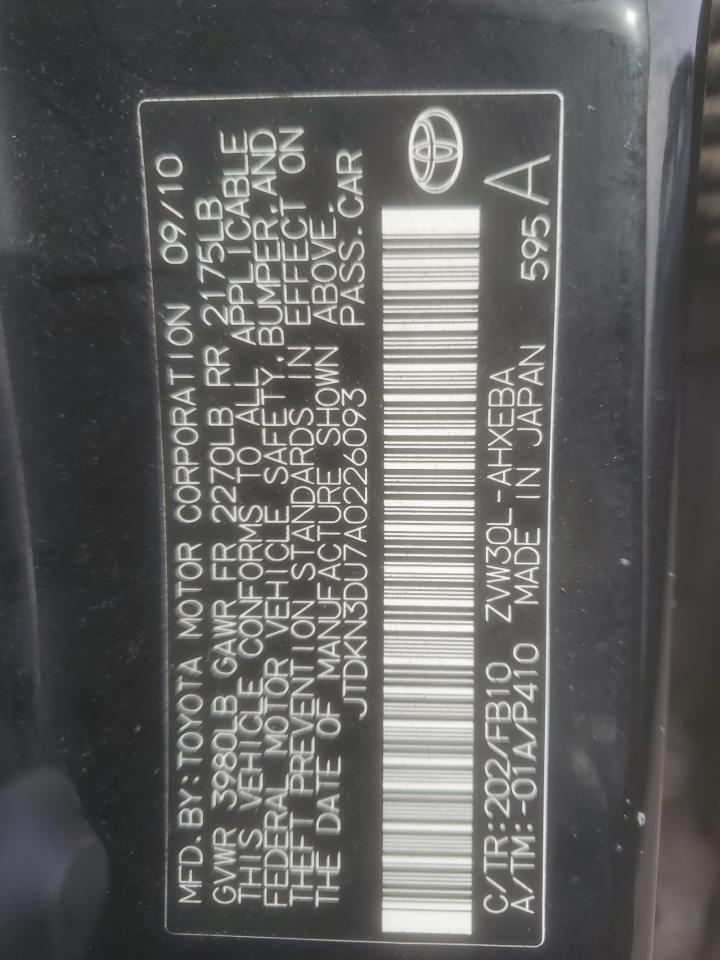 MFD. BY: TOYOTA MOTOR CORPORATION 09/10
GVWR 3980LB GAWR FR 2270LB RR 2175LB
THIS VEHICLE CONFORMS TO ALL APPLICABLE
FEDERAL MOTOR VEHICLE SAFETY, BUMPER, AND
THEFT PREVENTION STANDARDS IN EFFECT ON
THE DATE OF MANUFACTURE SHOWN ABOVE.
JTDKN3DU7A0226093 PASS. CAR
C/TR: 202/FB10 ZVW30L-AHXEBA
A/TM: -01A/P410 MADE IN JAPAN 595 A